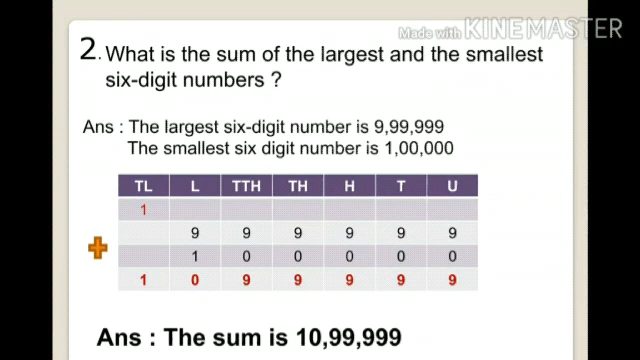 Made with KINEMASTER
2. What is the sum of the largest and the smallest
six-digit numbers ?
Ans : The largest six-digit number is 9,99,999
The smallest six digit number is 1,00,000
TL L TTH TH H T U
1
9 9 9 9 9 9
1 0 0 0 0 0
1 0 9 9 9 9 9
Ans : The sum is 10,99,999